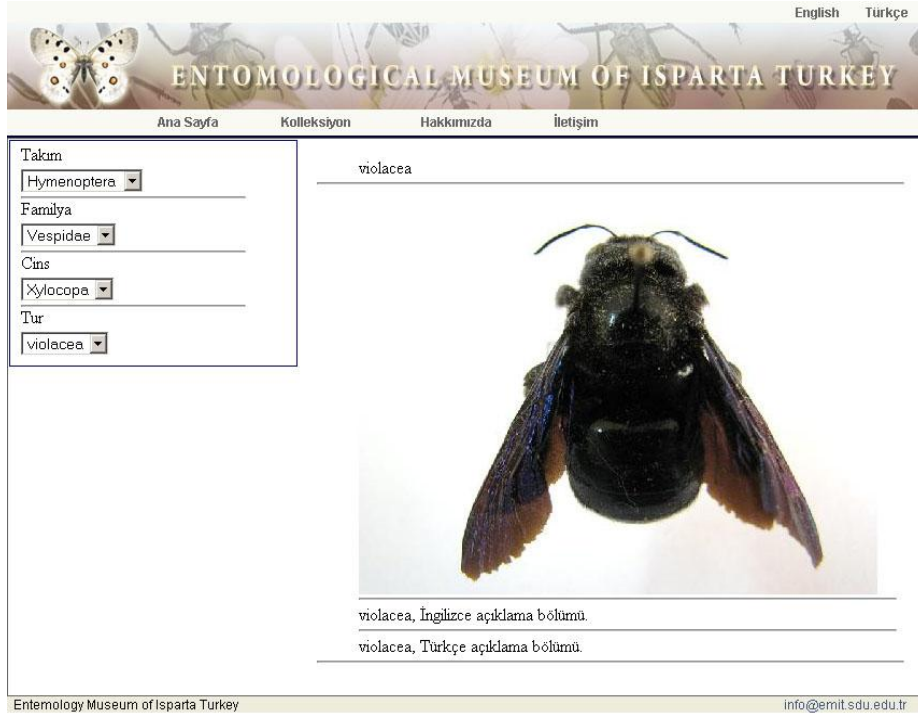 English Türkçe
ENTOMOLOGICAL MUSEUM OF ISPARTA TURKEY
Ana Sayfa Kolleksiyon Hakkımızda İletişim
Takım
Hymenoptera
Familya
Vespidae
Cins
Xylocopa
Tur
violacea
violacea
violacea, İngilizce açıklama bölümü.
violacea, Türkçe açıklama bölümü.
Entemology Museum of Isparta Turkey
info@emit.sdu.edu.tr